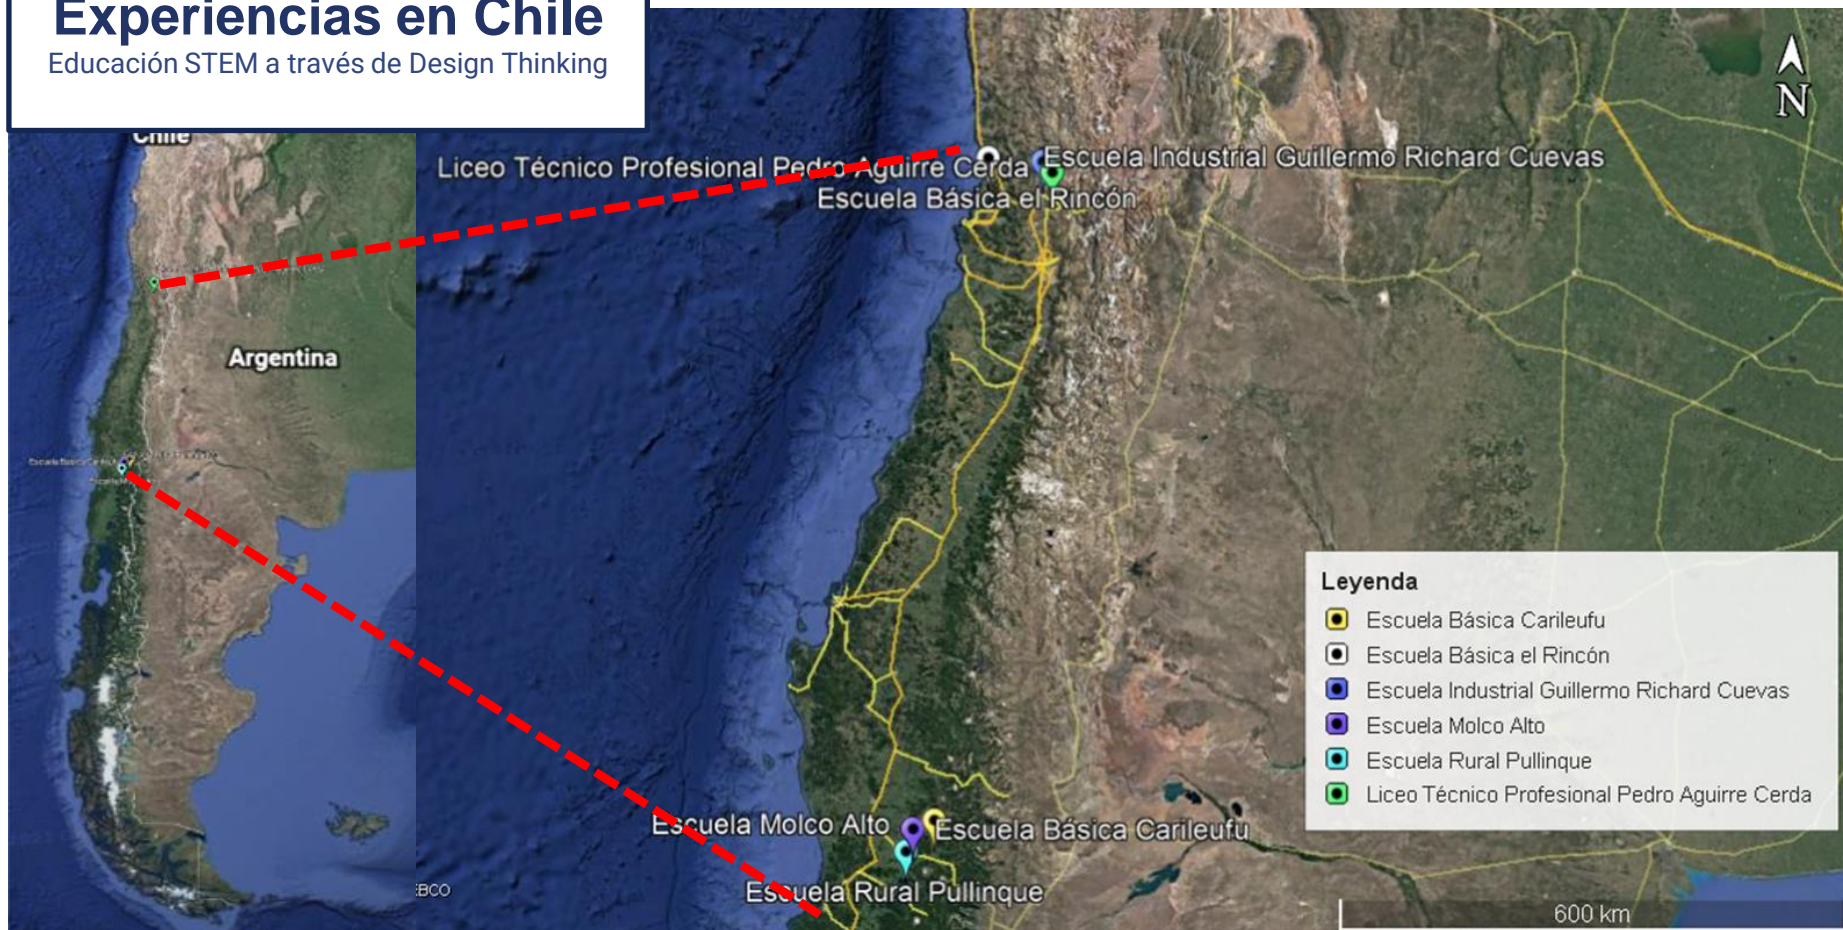 Experiencias en Chile
Educación STEM a través de Design Thinking
Chile
Argentina
Liceo Técnico Profesional Pedro Aguirre Cerda
Escuela Industrial Guillermo Richard Cuevas
Escuela Básica el Rincón
N
Leyenda
Escuela Básica Carileufu
Escuela Básica el Rincón
Escuela Industrial Guillermo Richard Cuevas
Escuela Molco Alto
Escuela Rural Pullinque
Liceo Técnico Profesional Pedro Aguirre Cerda
Escuela Molco Alto
Escuela Básica Carileufu
Escuela Rural Pullinque
EBCO
600 km